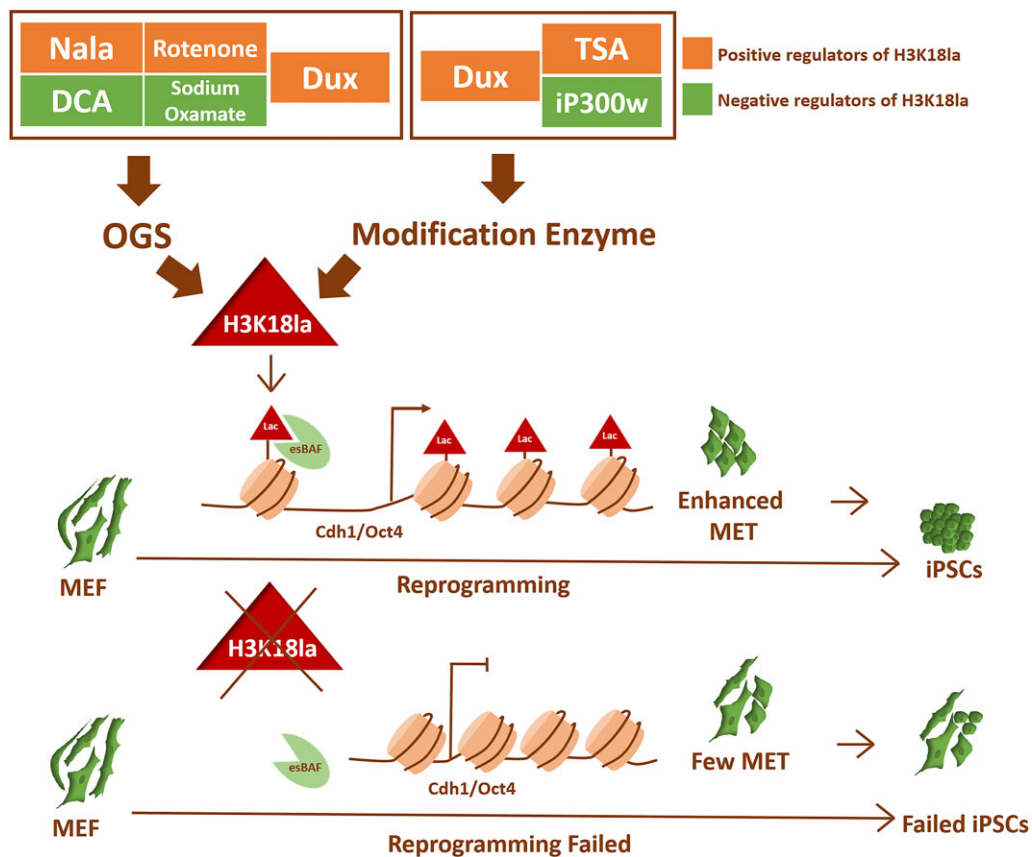 Nala
Rotenone
DCA
Sodium
Oxamate
Dux
Dux
TSA
iP300w
Positive regulators of H3K18la
Negative regulators of H3K18la
OGS
Modification Enzyme
H3K18la
Lac
esBAF
Lac
Lac
Lac
Cdh1/Oct4
MEF
Enhanced
MET
iPSCs
Reprogramming
H3K18la
esBAF
Cdh1/Oct4
MEF
Few MET
Failed iPSCs
Reprogramming Failed